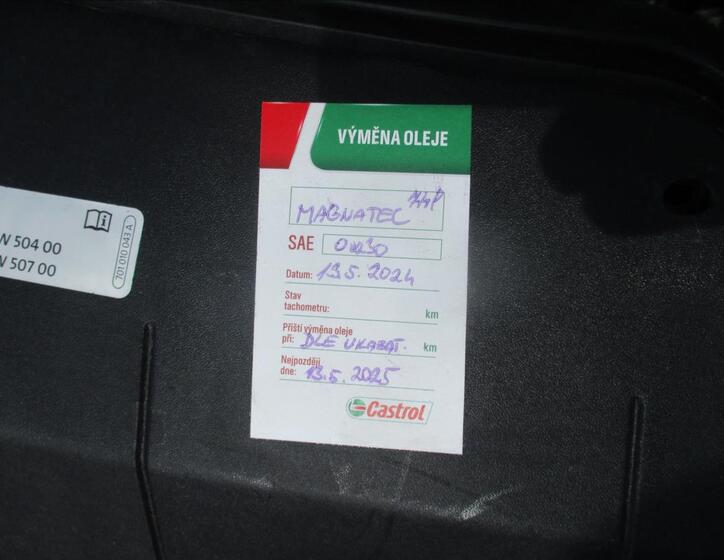 VÝMĚNA OLEJE
MAGNATEC
SAE 0W30
Datum: 13.5.2024
Stav
tachometru: km
Příští výměna oleje
při: DLE UKAZAT. km
Nejpozději
dne: 13.5.2025
Castrol
W 504 00
W 507 00
701 010 043 A